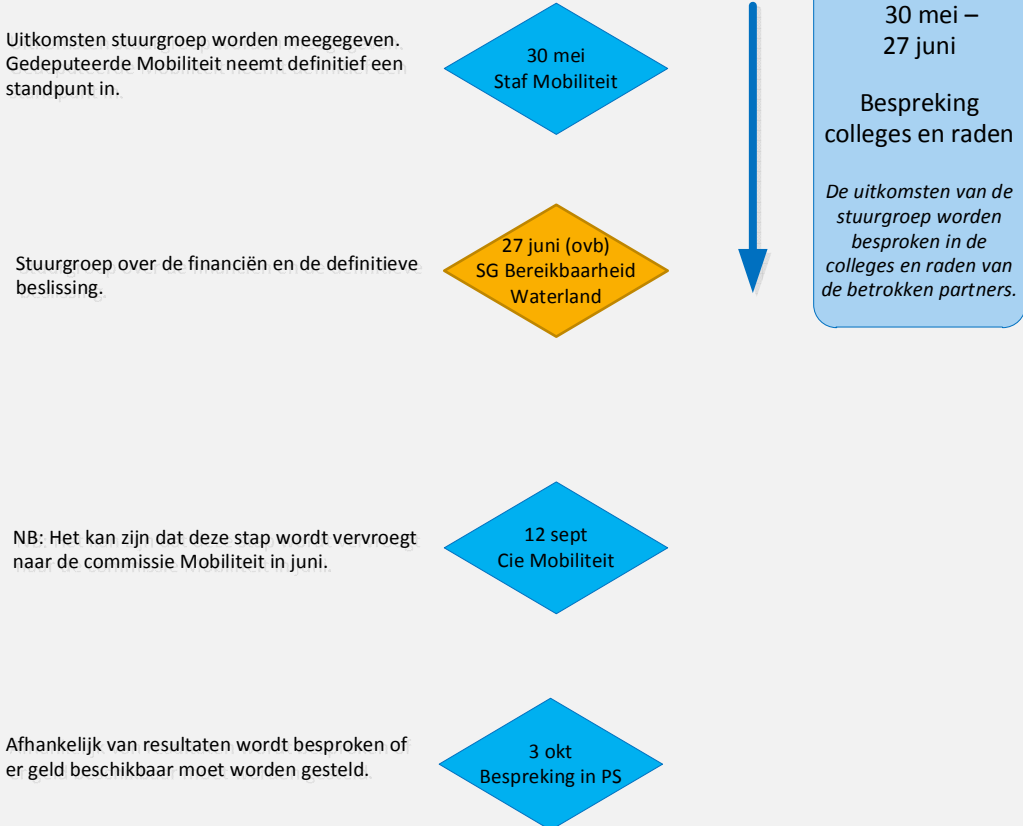 Uitkomsten stuurgroep worden meegegeven.
Gedeputeerde Mobiliteit neemt definitief een
standpunt in.
30 mei
Staf Mobiliteit
30 mei –
27 juni
Bespreking
colleges en raden
De uitkomsten van de
stuurgroep worden
besproken in de
colleges en raden van
de betrokken partners.
Stuurgroep over de financiën en de definitieve
beslissing.
27 juni (ovb)
SG Bereikbaarheid
Waterland
NB: Het kan zijn dat deze stap wordt vervroegt
naar de commissie Mobiliteit in juni.
12 sept
Cie Mobiliteit
Afhankelijk van resultaten wordt besproken of
er geld beschikbaar moet worden gesteld.
3 okt
Bespreking in PS